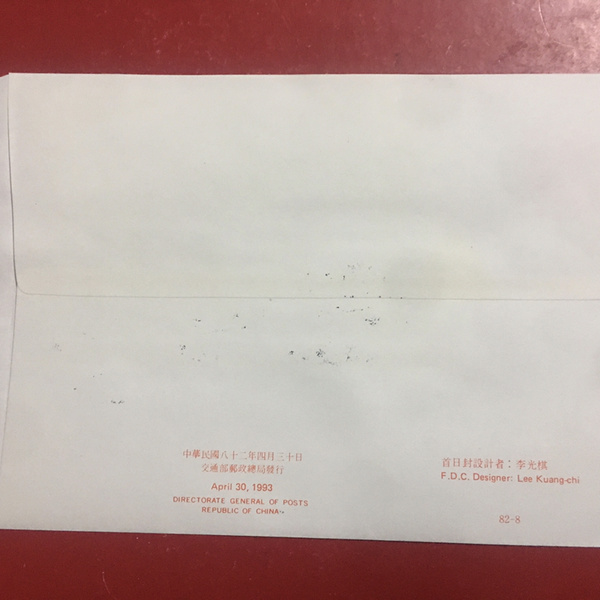 中華民國八十二年四月三十日
交通部郵政總局發行
April 30, 1993
DIRECTORATE GENERAL OF POSTS
REPUBLIC OF CHINA
首日封設計者：李光棋
F.D.C. Designer: Lee Kuang-chi
82-8